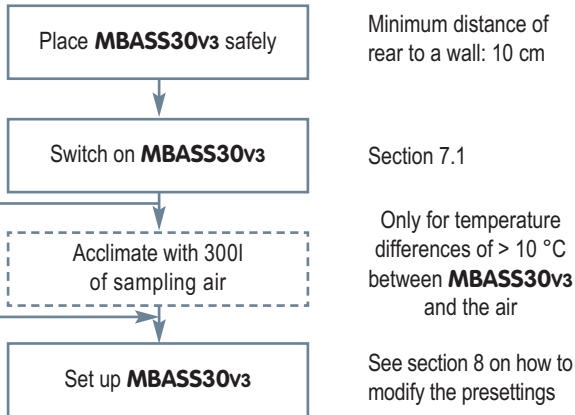 Place MBASS30v3 safely
Minimum distance of
rear to a wall: 10 cm
Switch on MBASS30v3
Section 7.1
Acclimate with 300l
of sampling air
Only for temperature
differences of > 10 °C
between MBASS30v3
and the air
Set up MBASS30v3
See section 8 on how to
modify the presettings